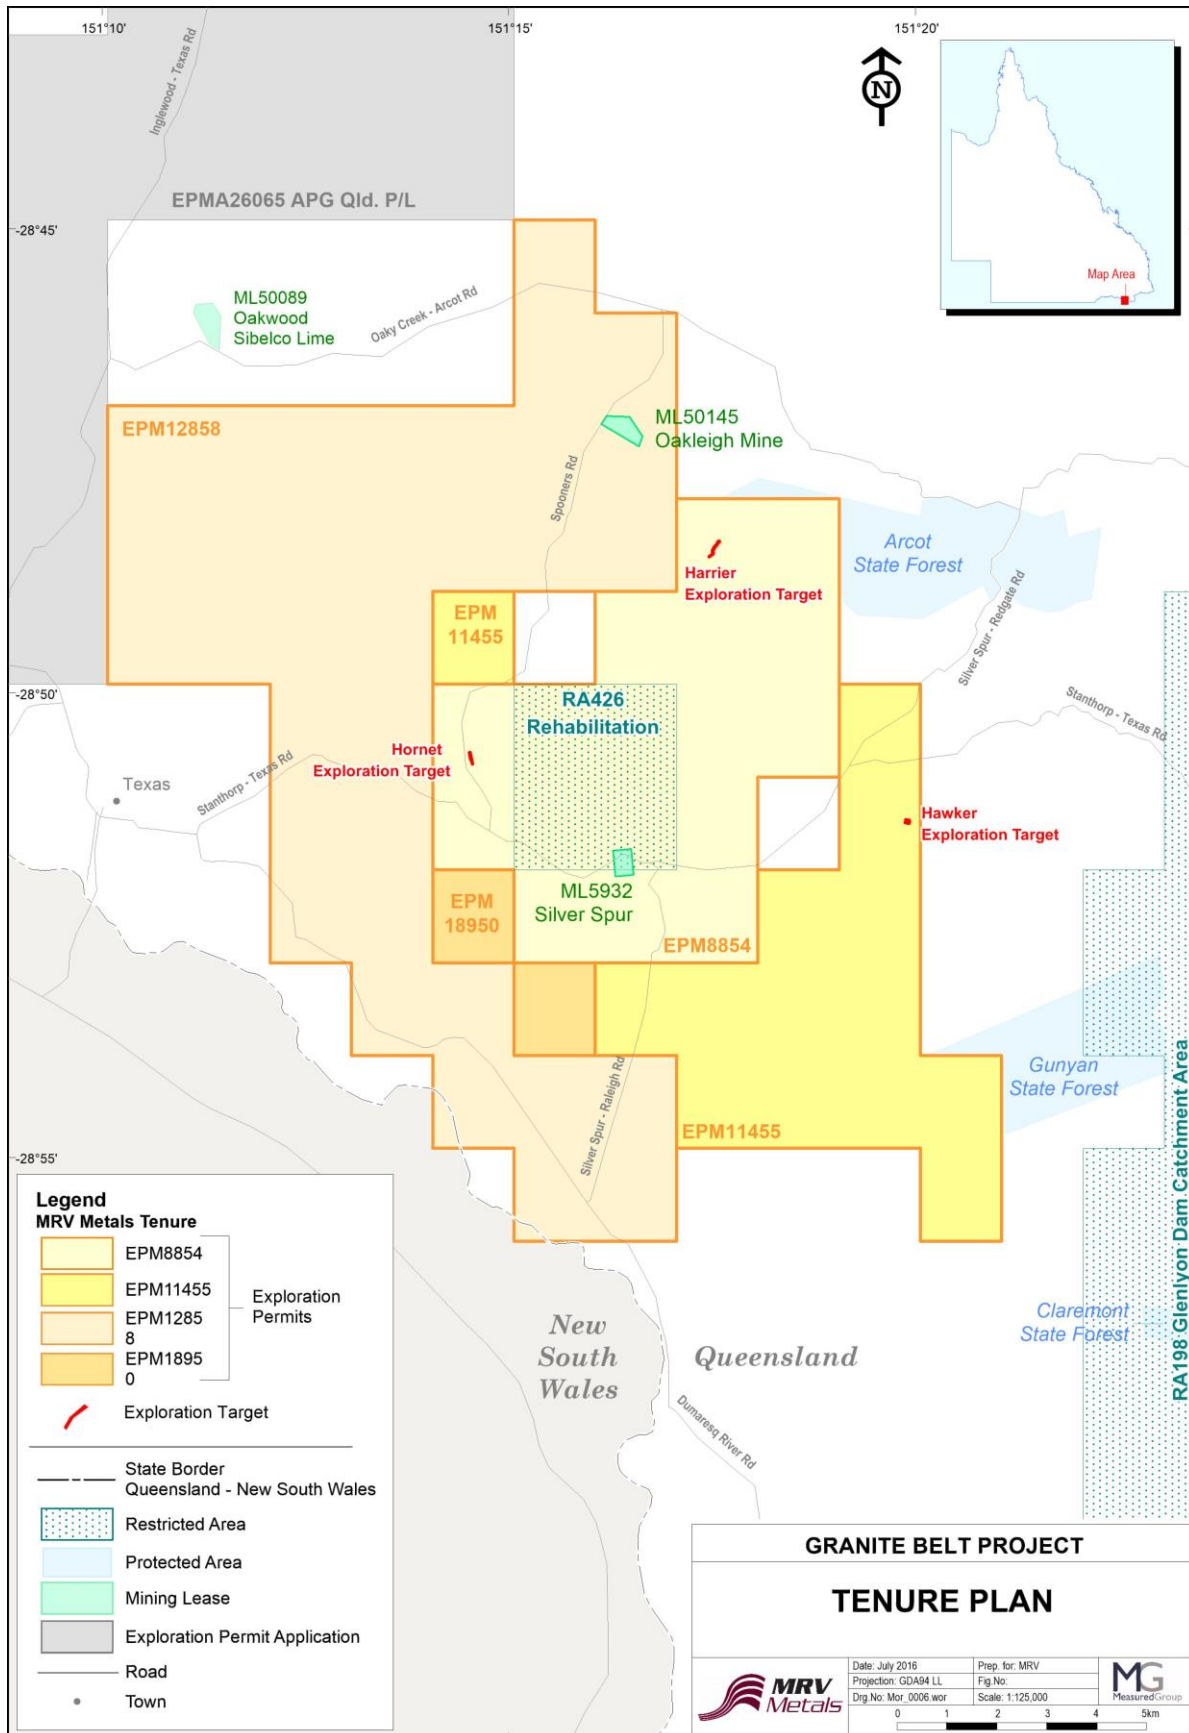 151°10'
151°15'
151°20'
Inglewood - Texas Rd
N
EPMA26065 APG Qld. P/L
-28°45'
Map Area
ML50089
Oakwood
Sibelco Lime
Oaky Creek - Arcot Rd
EPM12858
ML50145
Oakleigh Mine
Spooners Rd
Arcot
State Forest
Harrier
Exploration Target
EPM
11455
Silver Spur - Redgate Rd
-28°50'
RA426
Rehabilitation
Stanthorp - Texas Rd
Hornet
Exploration Target
Texas
Stanthorp - Texas Rd
Hawker
Exploration Target
ML5932
Silver Spur
EPM
18950
EPM8854
Gunyan
State Forest
Silver Spur - Raleigh Rd
EPM11455
-28°55'
RA198 Glenlyon Dam Catchment Area
Claremont
State Forest
New
South
Wales
Queensland
Dumaresq River Rd
Legend
MRV Metals Tenure
EPM8854
EPM11455
EPM1285
8
EPM1895
0
Exploration
Permits
Exploration Target
State Border
Queensland - New South Wales
Restricted Area
Protected Area
Mining Lease
Exploration Permit Application
Road
Town
GRANITE BELT PROJECT
TENURE PLAN
MRV
Metals
Date: July 2016
Prep. for: MRV
Projection: GDA94 LL
Fig.No:
Drg.No: Mor_0006.wor
Scale: 1:125,000
MG
MeasuredGroup
0 1 2 3 4 5km